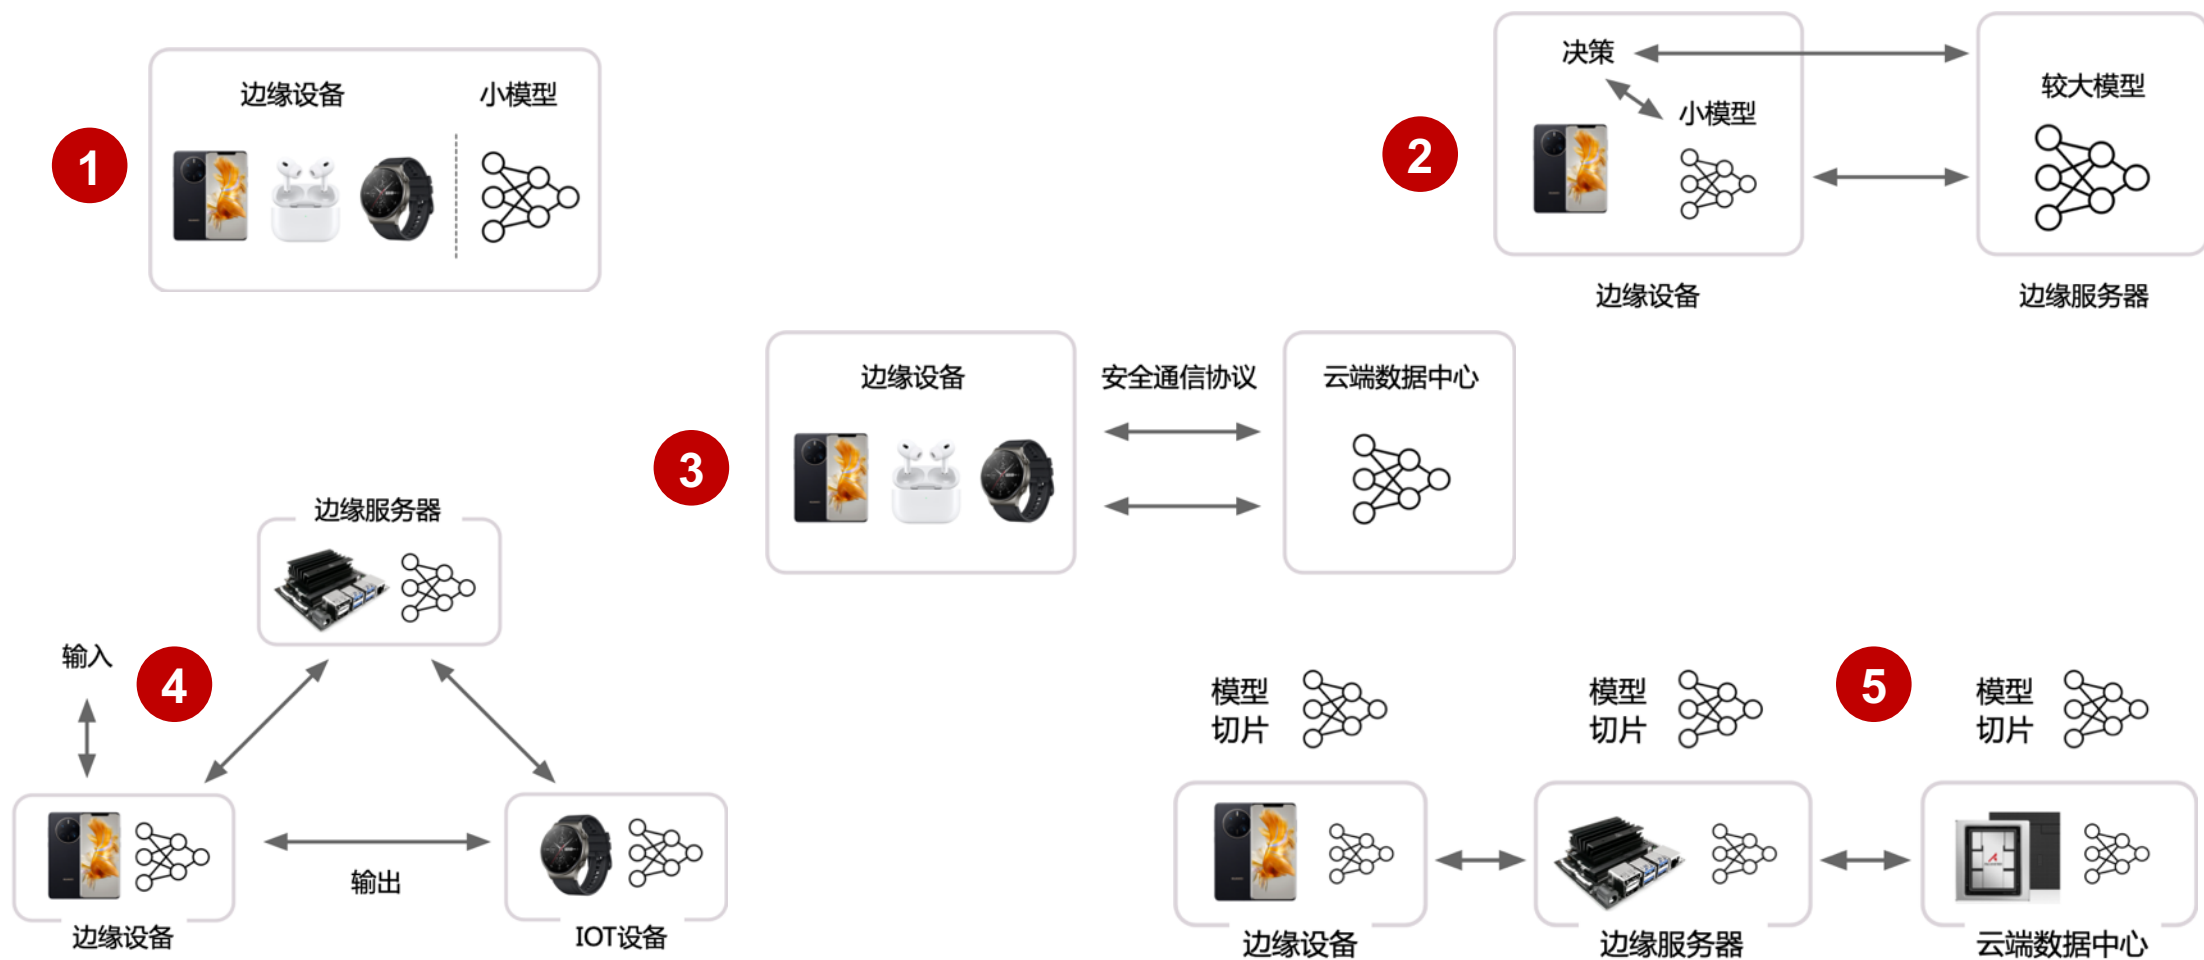 1
边缘设备
小模型
2
决策
小模型
较大模型
边缘设备
边缘服务器
3
边缘设备
安全通信协议
云端数据中心
4
边缘服务器
输入
输出
边缘设备
IOT设备
5
模型
切片
模型
切片
模型
切片
边缘设备
边缘服务器
云端数据中心